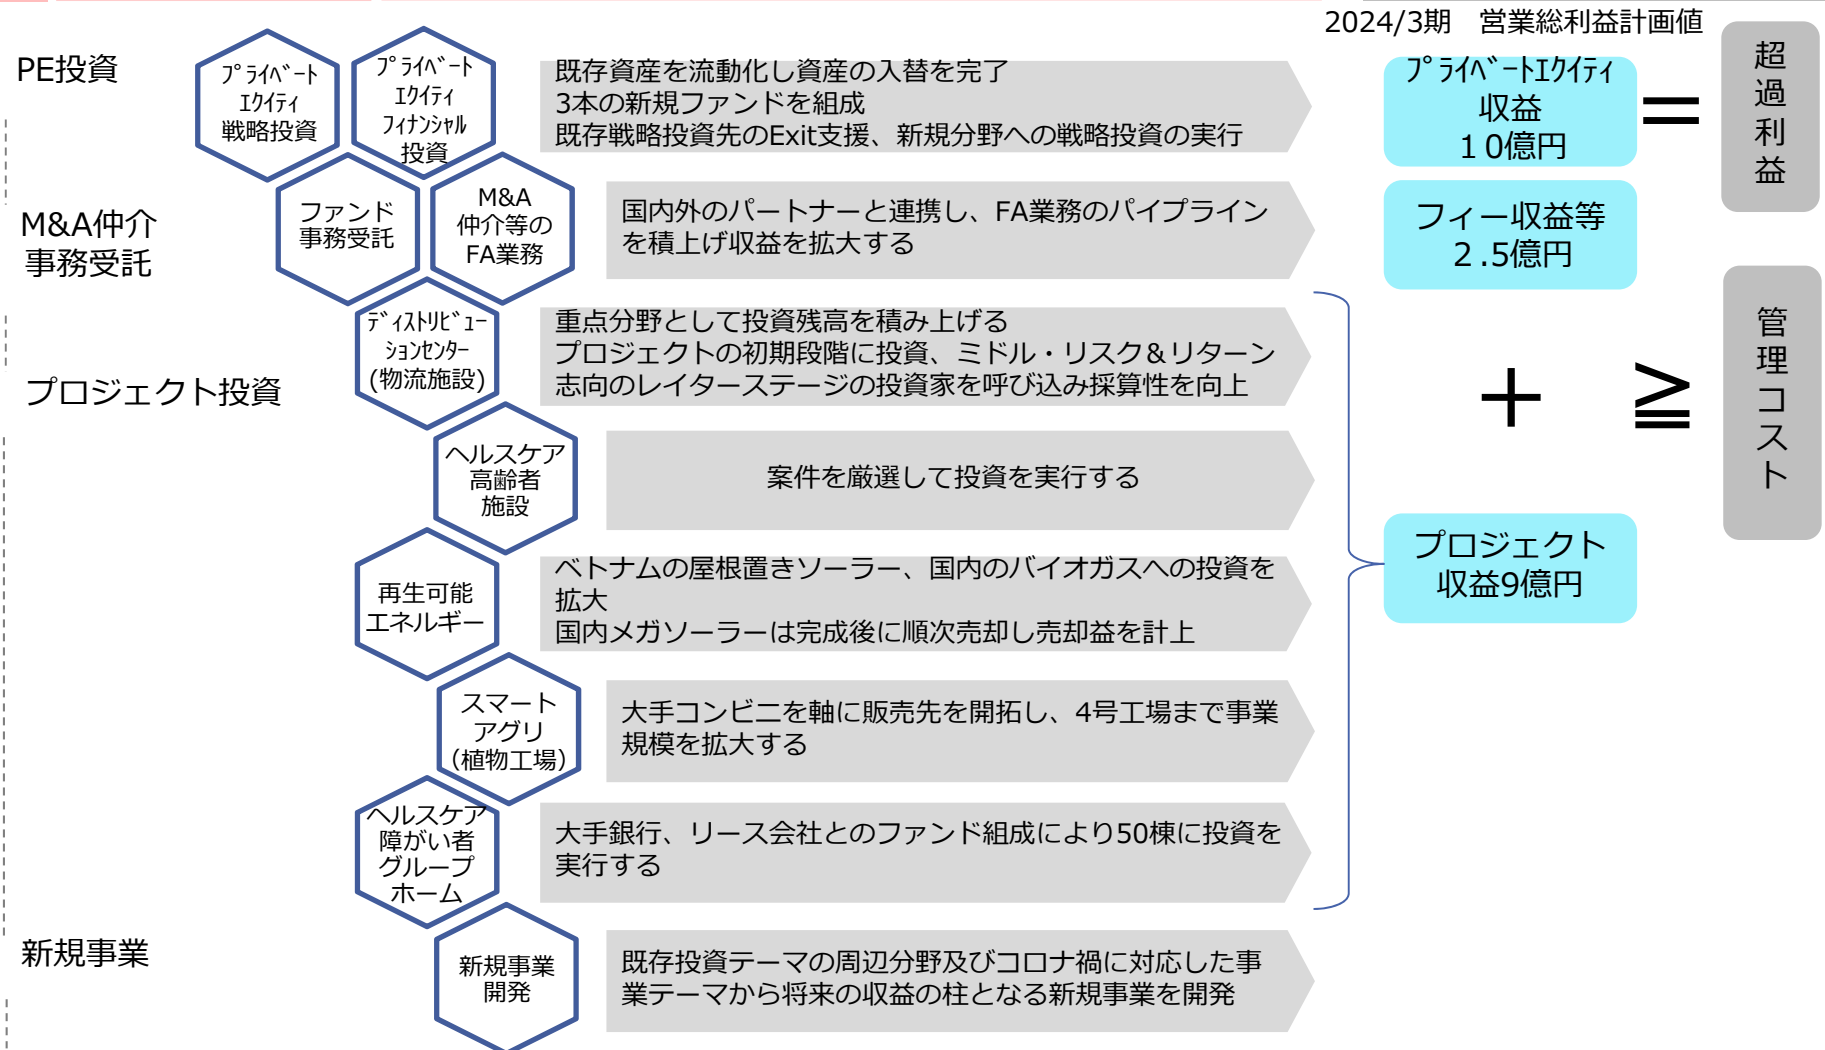 2024/3期　営業総利益計画値
PE投資
ﾌﾟﾗｲﾍﾞｰﾄ
ｴｸｲﾃｨ
戦略投資
ﾌﾟﾗｲﾍﾞｰﾄ
ｴｸｲﾃｨ
ﾌｨﾅﾝｼｬﾙ
投資
既存資産を流動化し資産の入替を完了
3本の新規ファンドを組成
既存戦略投資先のExit支援、新規分野への戦略投資の実行
ﾌﾟﾗｲﾍﾞｰﾄｴｸｲﾃｨ
収益
１0億円
＝
超過利益
M&A仲介
事務受託
ファンド
事務受託
M&A
仲介等の
FA業務
国内外のパートナーと連携し、FA業務のパイプライン
を積上げ収益を拡大する
フィー収益等
２.5億円
プロジェクト投資
ﾃﾞｨｽﾄﾘﾋﾞｭｰ
ｼｮﾝｾﾝﾀｰ
(物流施設)
重点分野として投資残高を積み上げる
プロジェクトの初期段階に投資、ミドル・リスク＆リターン
志向のレイターステージの投資家を呼び込み採算性を向上
＋
≧
管理コスト
ヘルスケア
高齢者
施設
案件を厳選して投資を実行する
再生可能
エネルギー
ベトナムの屋根置きソーラー、国内のバイオガスへの投資を
拡大
国内メガソーラーは完成後に順次売却し売却益を計上
プロジェクト
収益9億円
スマート
アグリ
（植物工場）
大手コンビニを軸に販売先を開拓し、4号工場まで事業
規模を拡大する
ヘルスケア
障がい者
グループ
ホーム
大手銀行、リース会社とのファンド組成により50棟に投資を
実行する
新規事業
新規事業
開発
既存投資テーマの周辺分野及びコロナ禍に対応した事
業テーマから将来の収益の柱となる新規事業を開発